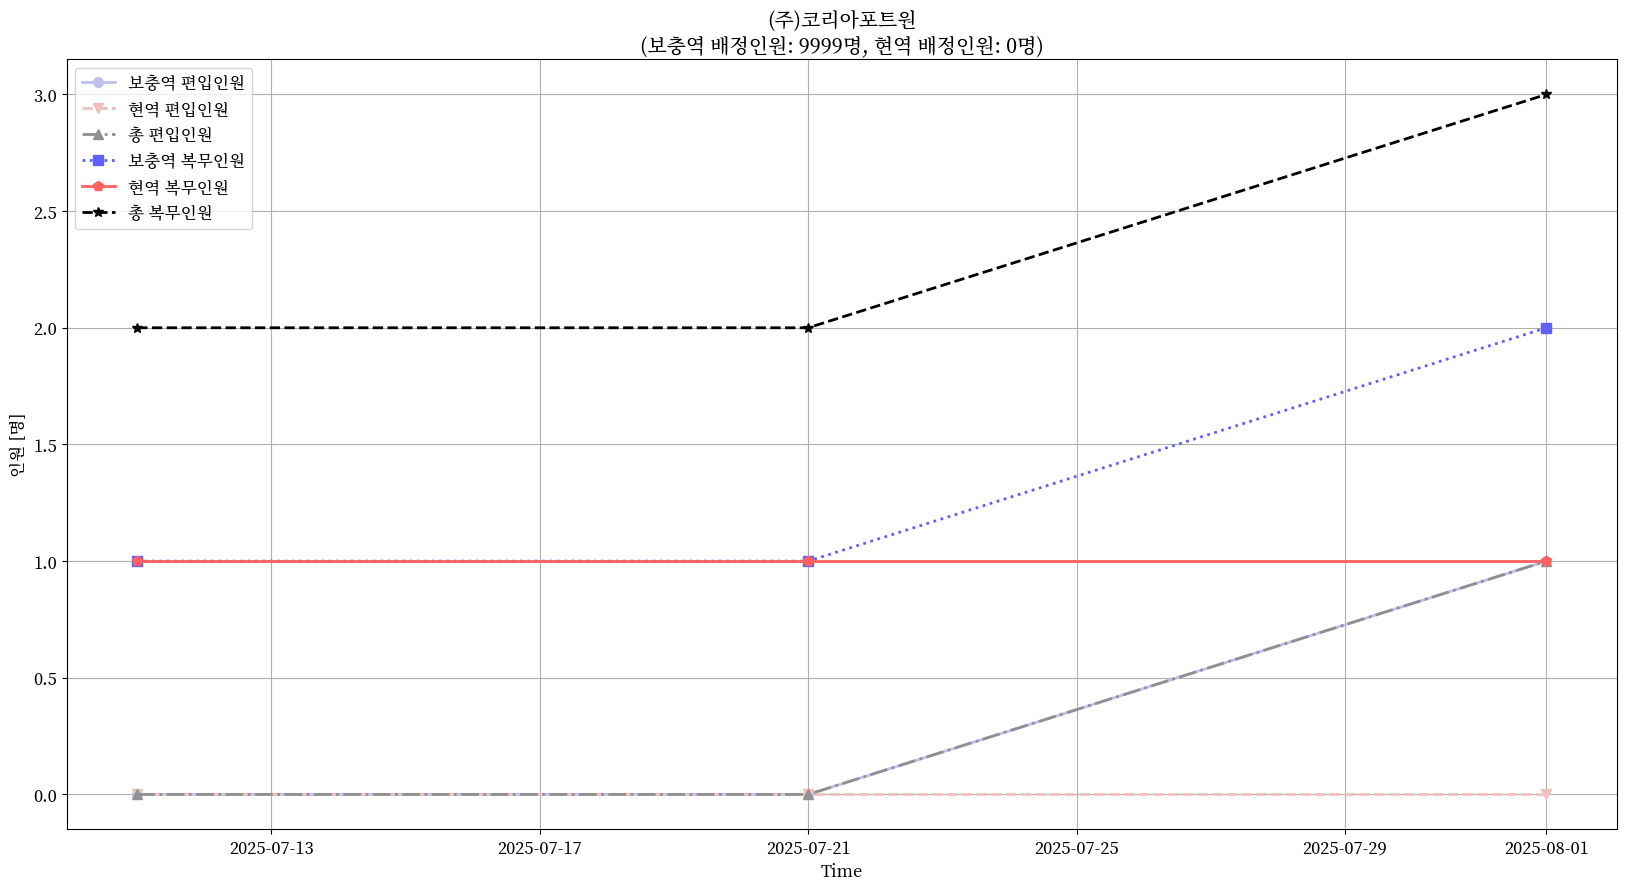 (주)코리아포트원
(보충역 배정인원: 9999명, 현역 배정인원: 0명)
보충역 편입인원
현역 편입인원
총 편입인원
보충역 복무인원
현역 복무인원
총 복무인원
3.0
2.5
2.0
1.5
1.0
0.5
0.0
인원 [명]
2025-07-13
2025-07-17
2025-07-21
2025-07-25
2025-07-29
2025-08-01
Time